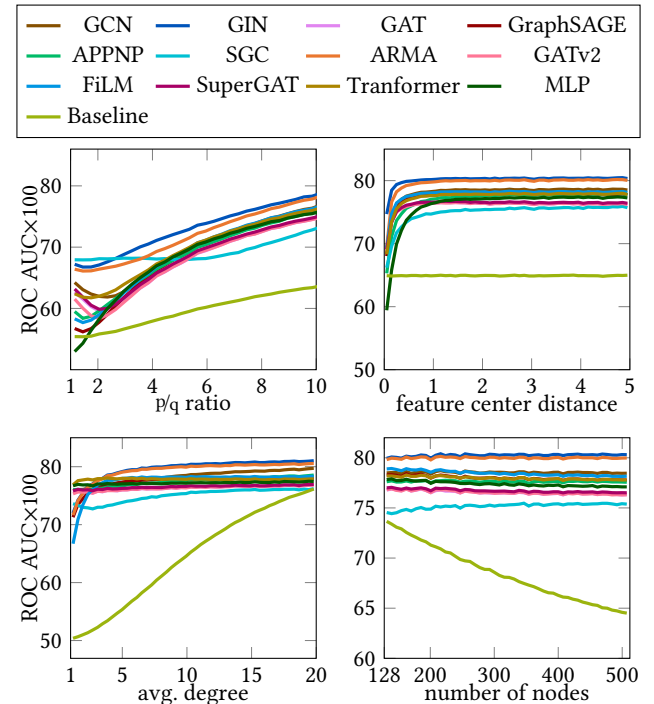 GCN GIN GAT GraphSAGE
APPNP SGC ARMA GATv2
FiLM SuperGAT Tranformer MLP
Baseline
ROC AUC×100
80
70
60
1 2 4 6 8 10
p/q ratio
80
70
60
50
0 1 2 3 4 5
feature center distance
ROC AUC×100
80
70
60
50
1 5 10 15 20
avg. degree
80
75
70
65
60
128 200 300 400 500
number of nodes